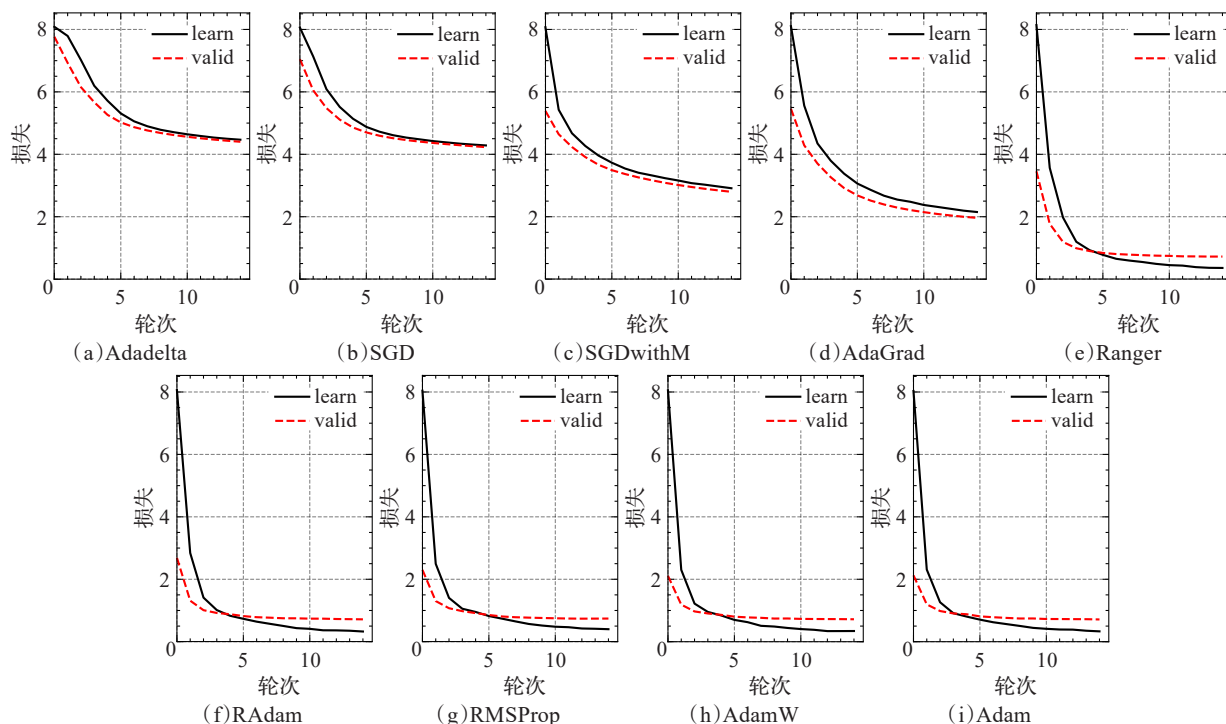 8
6
4
2
0
5
10
损失
轮次
learn
valid
(a)Adadelta
8
6
4
2
0
5
10
损失
轮次
learn
valid
(b)SGD
8
6
4
2
0
5
10
损失
轮次
learn
valid
(c)SGDwithM
8
6
4
2
0
5
10
损失
轮次
learn
valid
(d)AdaGrad
8
6
4
2
0
5
10
损失
轮次
learn
valid
(e)Ranger
8
6
4
2
0
5
10
损失
轮次
learn
valid
(f)RAdam
8
6
4
2
0
5
10
损失
轮次
learn
valid
(g)RMSProp
8
6
4
2
0
5
10
损失
轮次
learn
valid
(h)AdamW
8
6
4
2
0
5
10
损失
轮次
learn
valid
(i)Adam